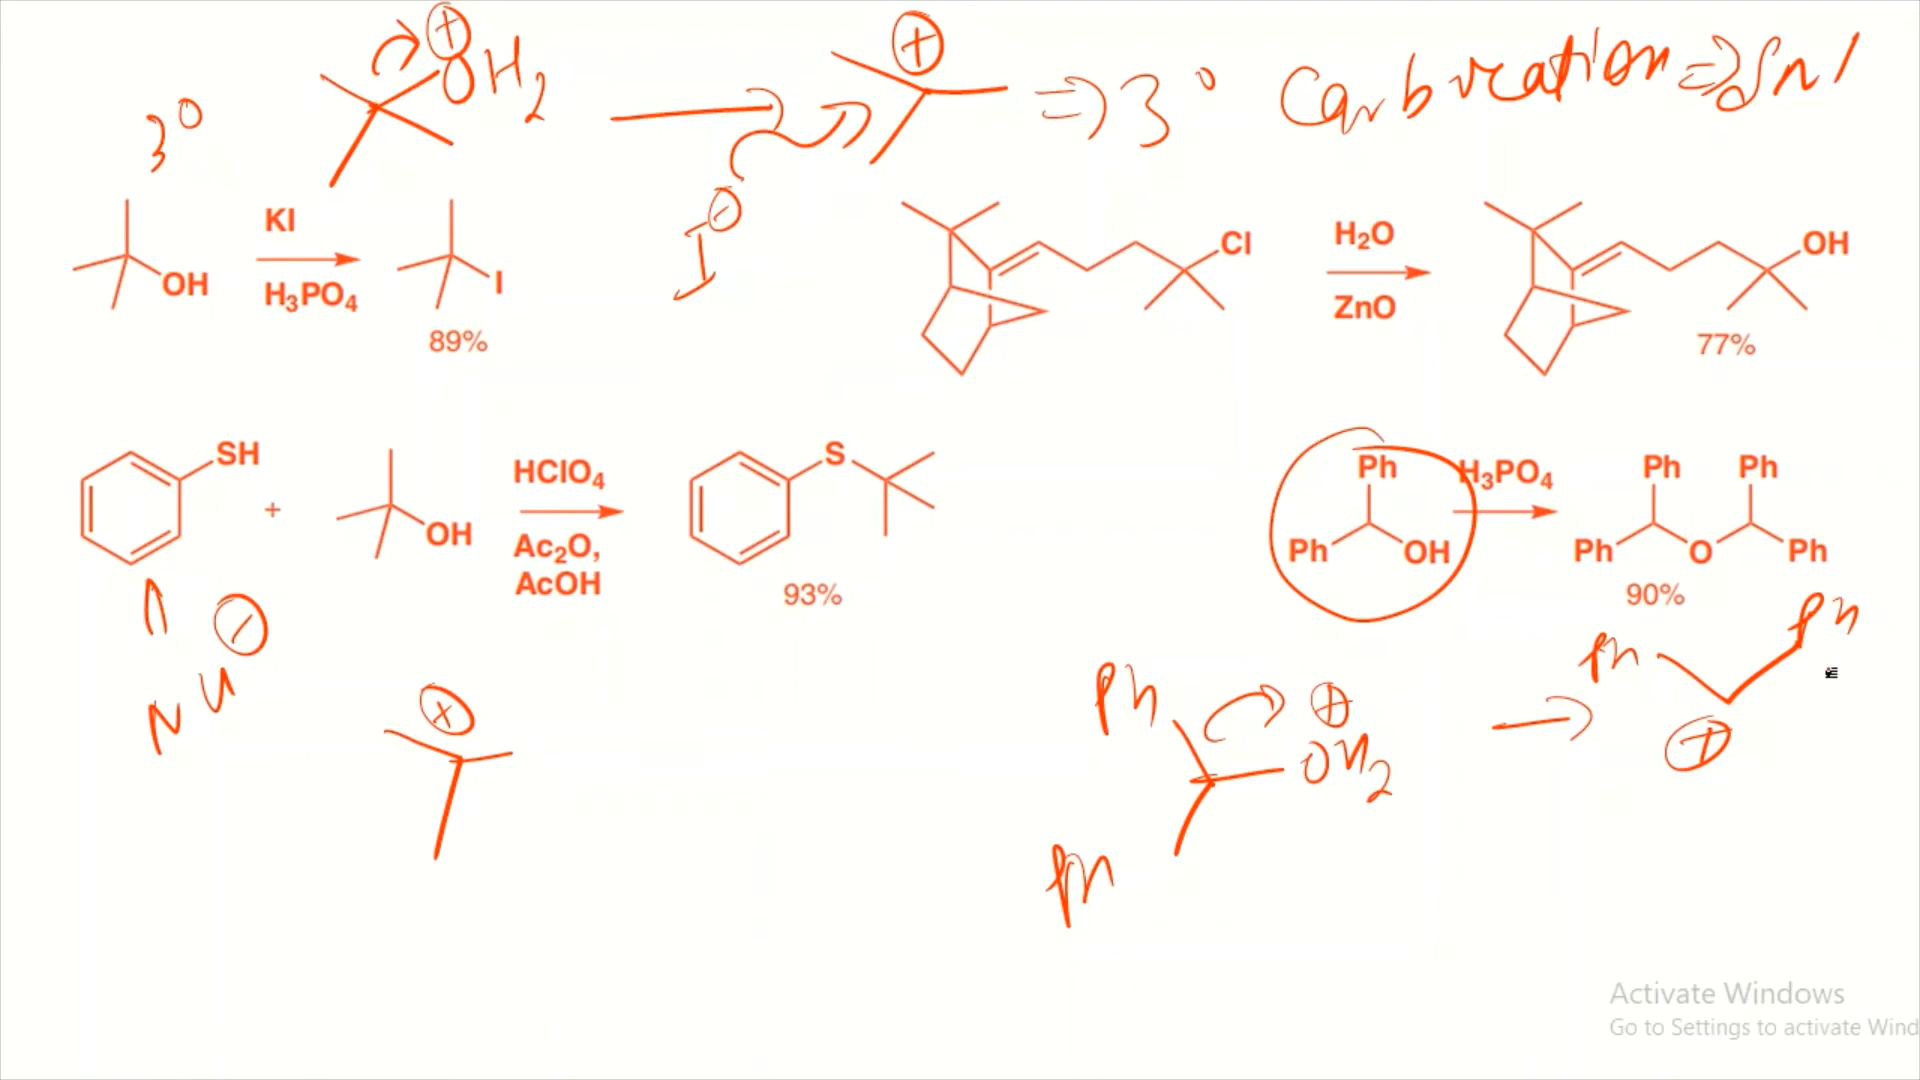 3° ⊕OH2 ⊕ ⇒ 3° Carbocation ⇒ SN1
I⊖
OH
KI
H3PO4
I
89%
Cl
H2O
ZnO
OH
77%
SH
+
OH
HClO4
Ac2O,
AcOH
S
93%
Ph
Ph OH
H3PO4
Ph Ph
Ph O Ph
90%
Nu⊖
⊕
Ph
⊕
OH2
Ph
Ph Ph
⊕
Activate Windows
Go to Settings to activate Wind